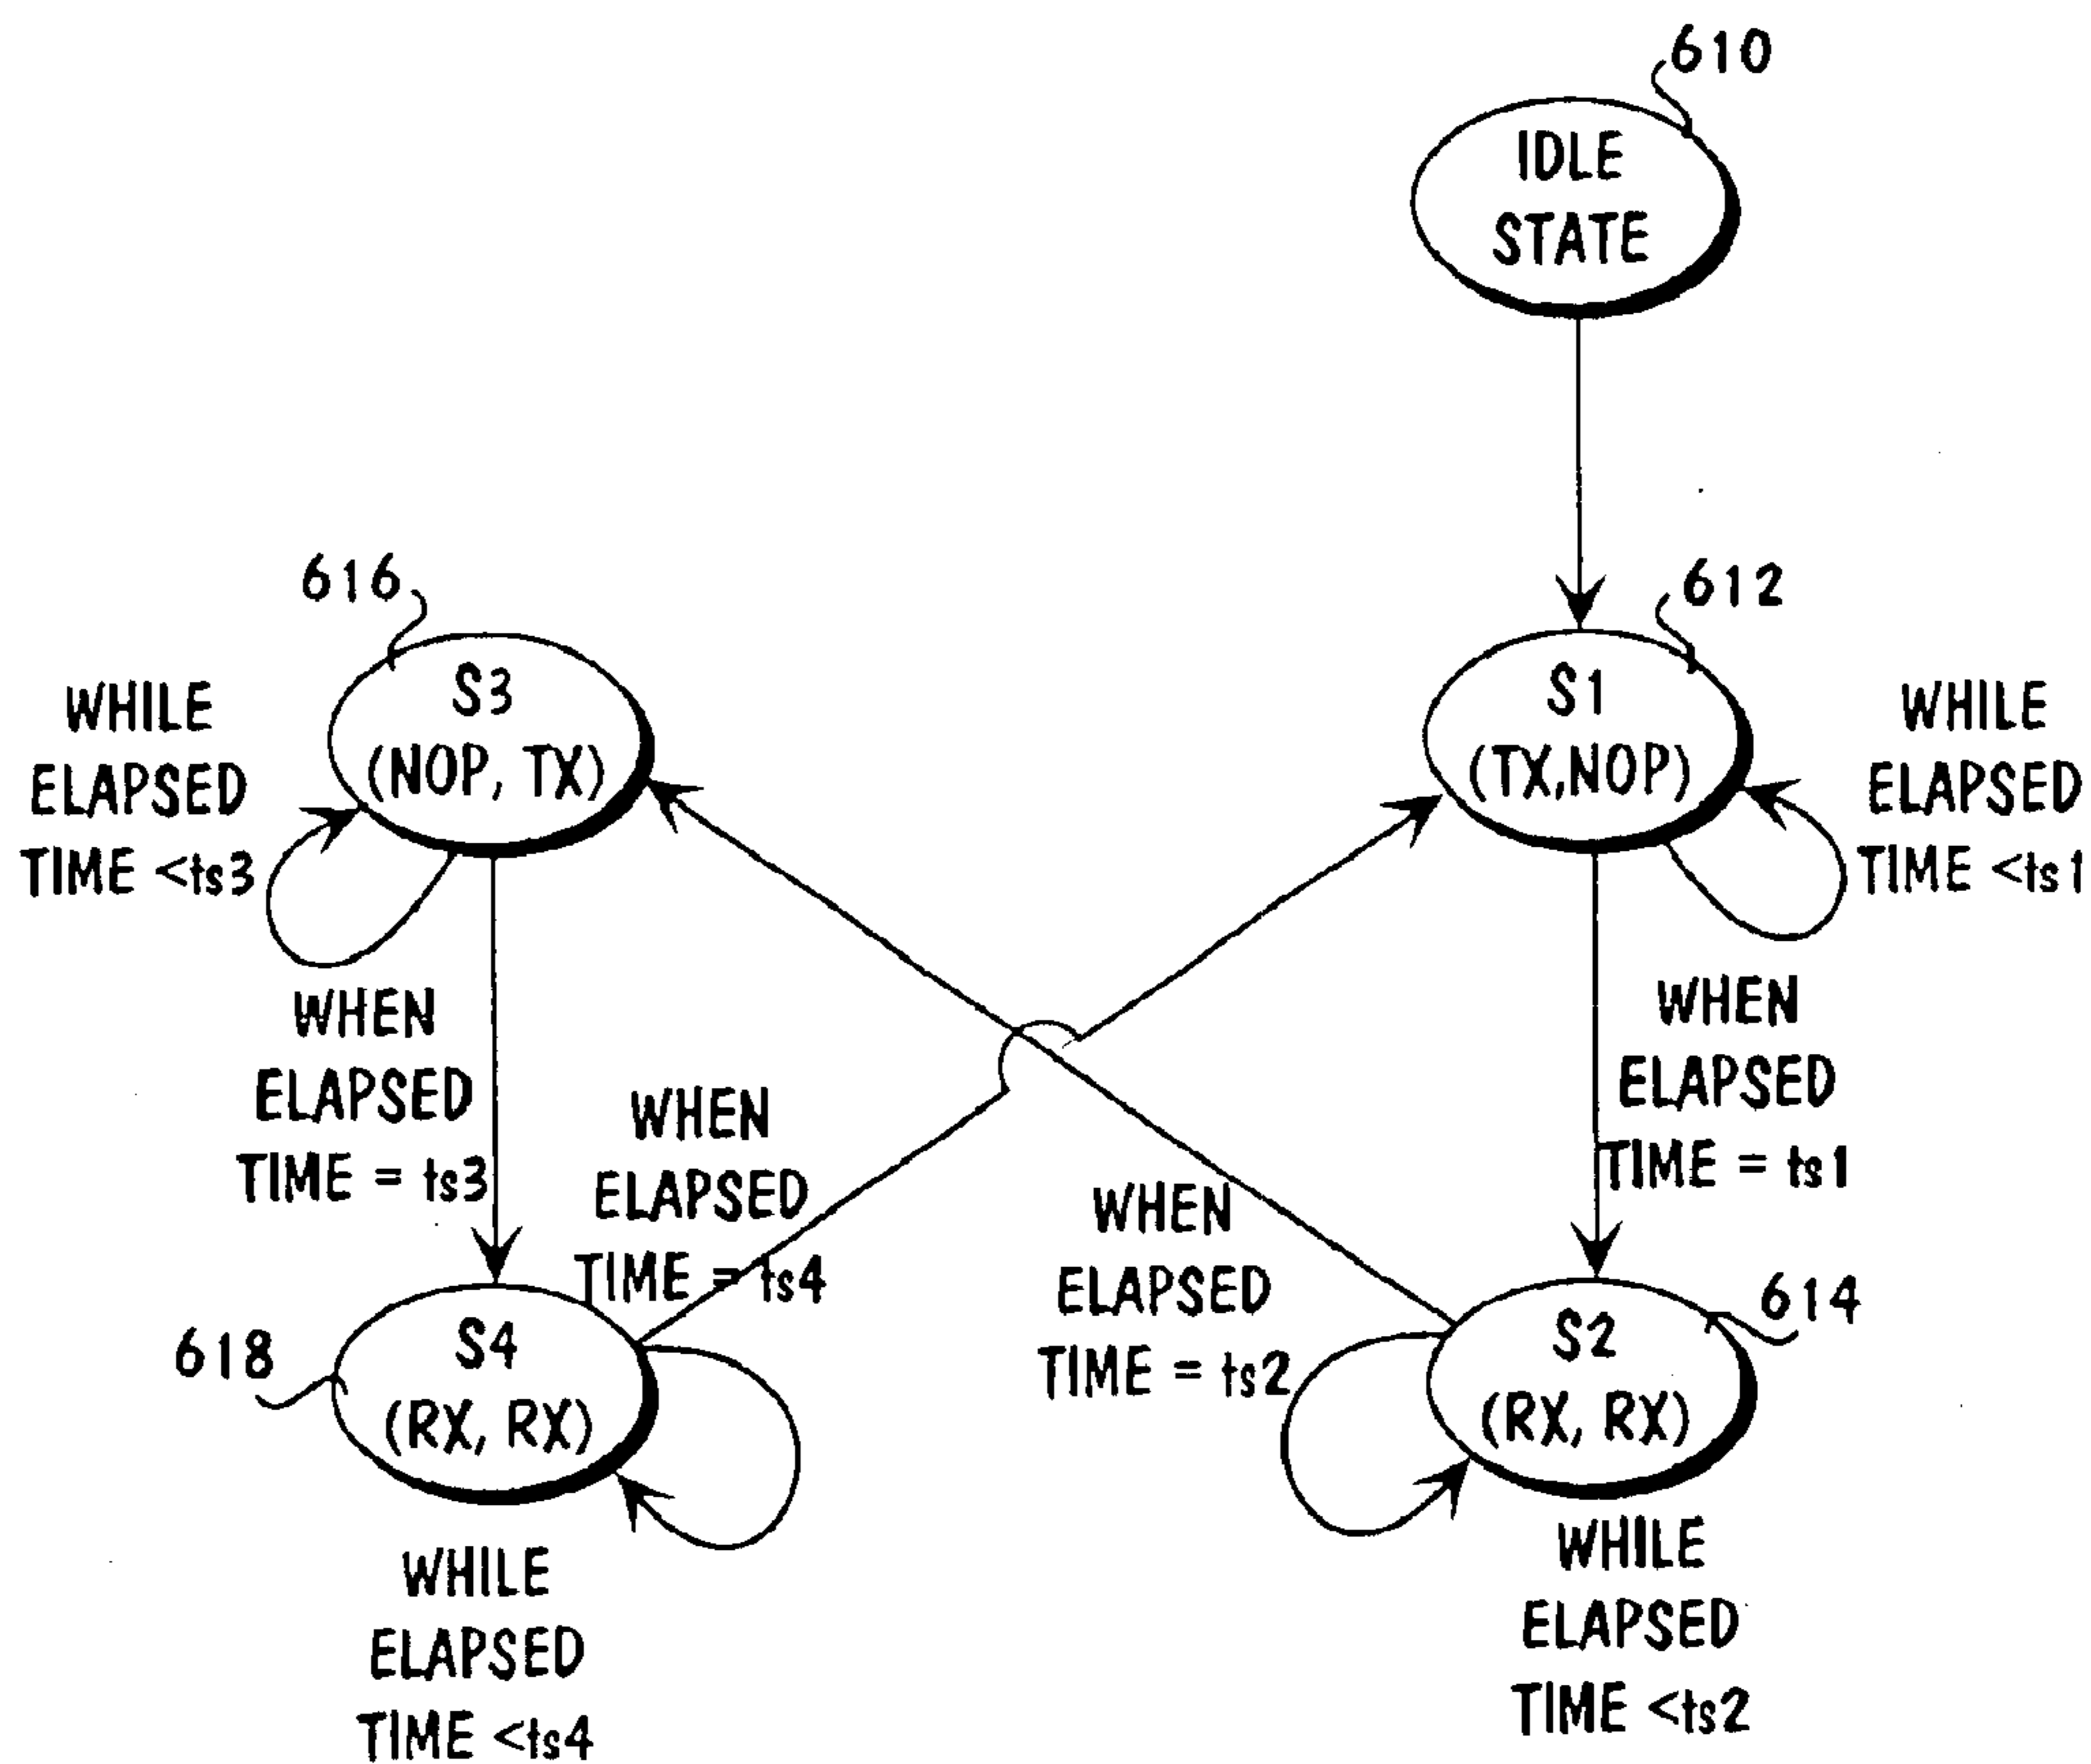 610
IDLE
STATE
616
S3
(NOP, TX)
WHILE
ELAPSED
TIME <ts3
612
S1
(TX,NOP)
WHILE
ELAPSED
TIME <ts1
WHEN
ELAPSED
TIME = ts3
WHEN
ELAPSED
TIME = ts4
WHEN
ELAPSED
TIME = ts2
WHEN
ELAPSED
TIME = ts1
618
S4
(RX, RX)
WHILE
ELAPSED
TIME <ts4
614
S2
(RX, RX)
WHILE
ELAPSED
TIME <ts2